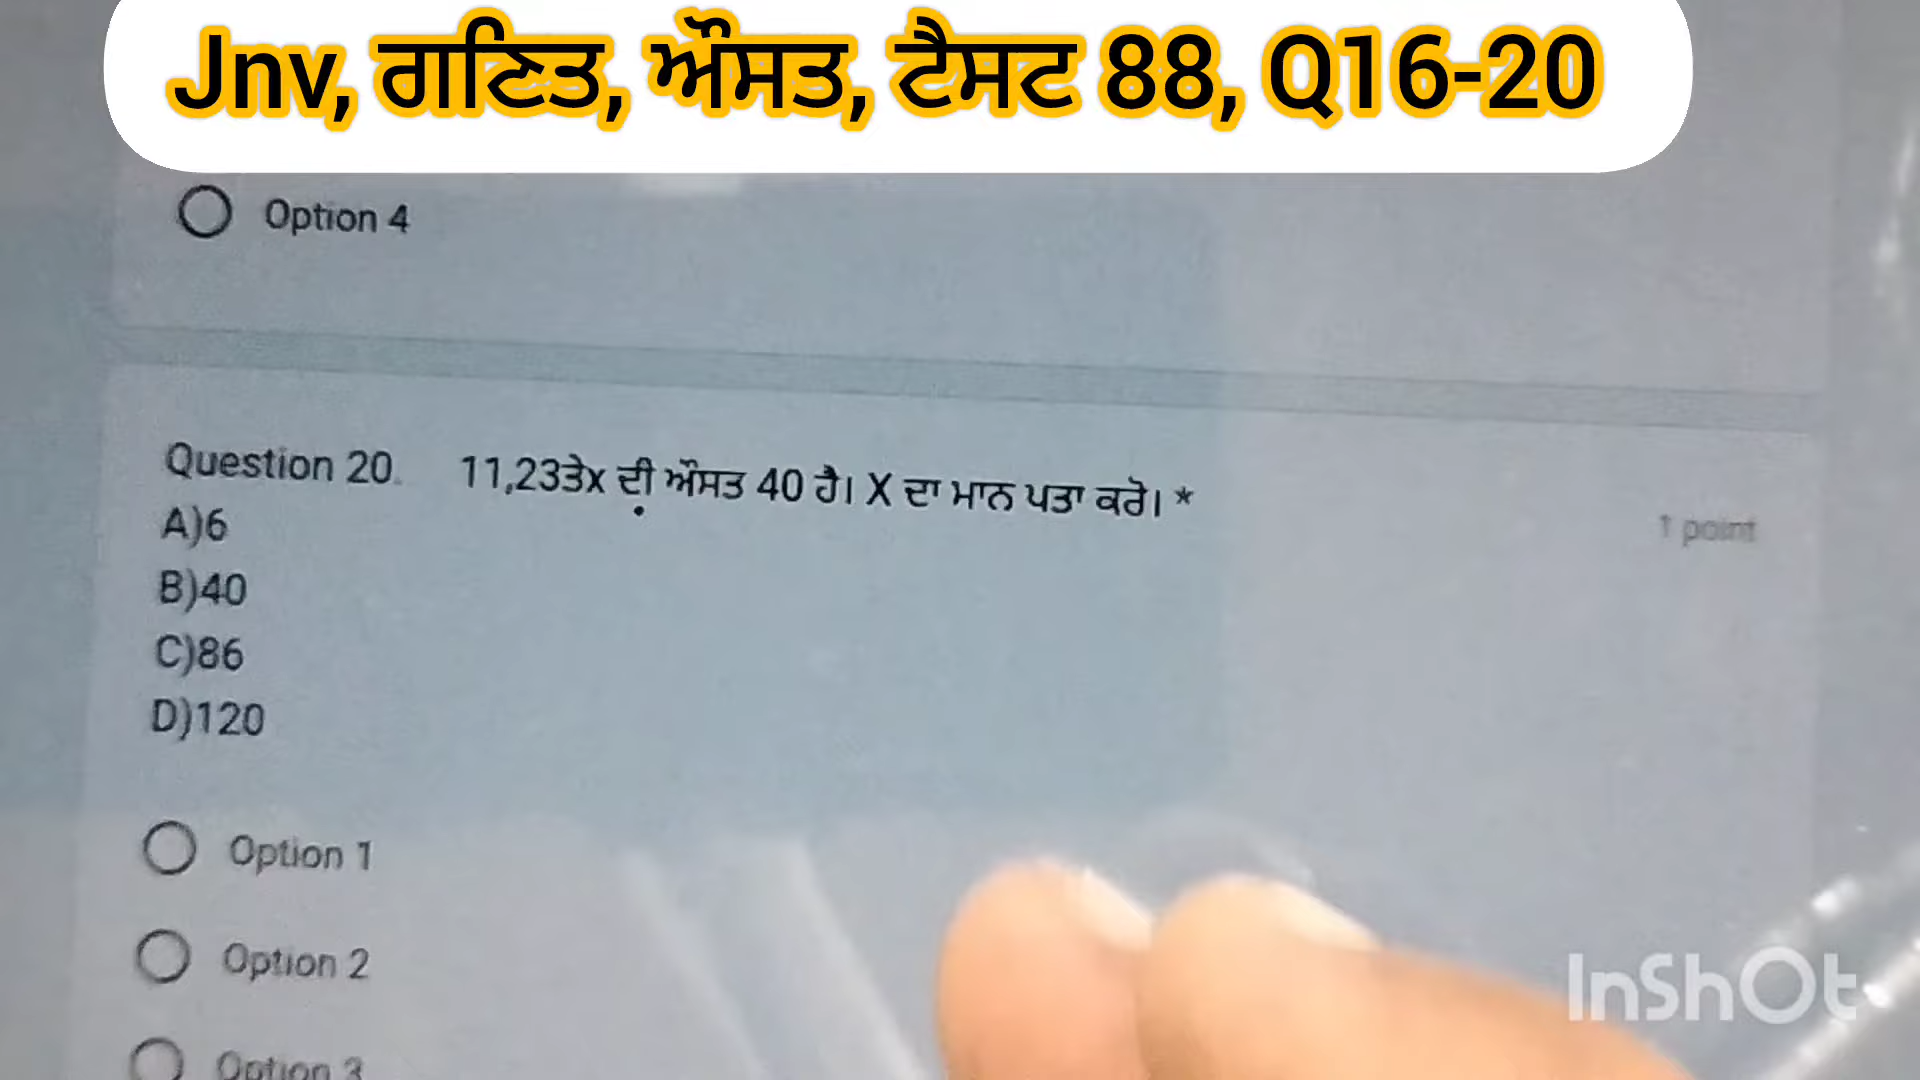 Jnv, ਗਣਿਤ, ਔਸਤ, ਟੈਸਟ 88, Q16-20
Option 4
Question 20. 11,23ਤੇx ਦੀ ਔਸਤ 40 ਹੈ। X ਦਾ ਮਾਨ ਪਤਾ ਕਰੋ। *
1 point
A)6
B)40
C)86
D)120
Option 1
Option 2
Option 3
InShOt